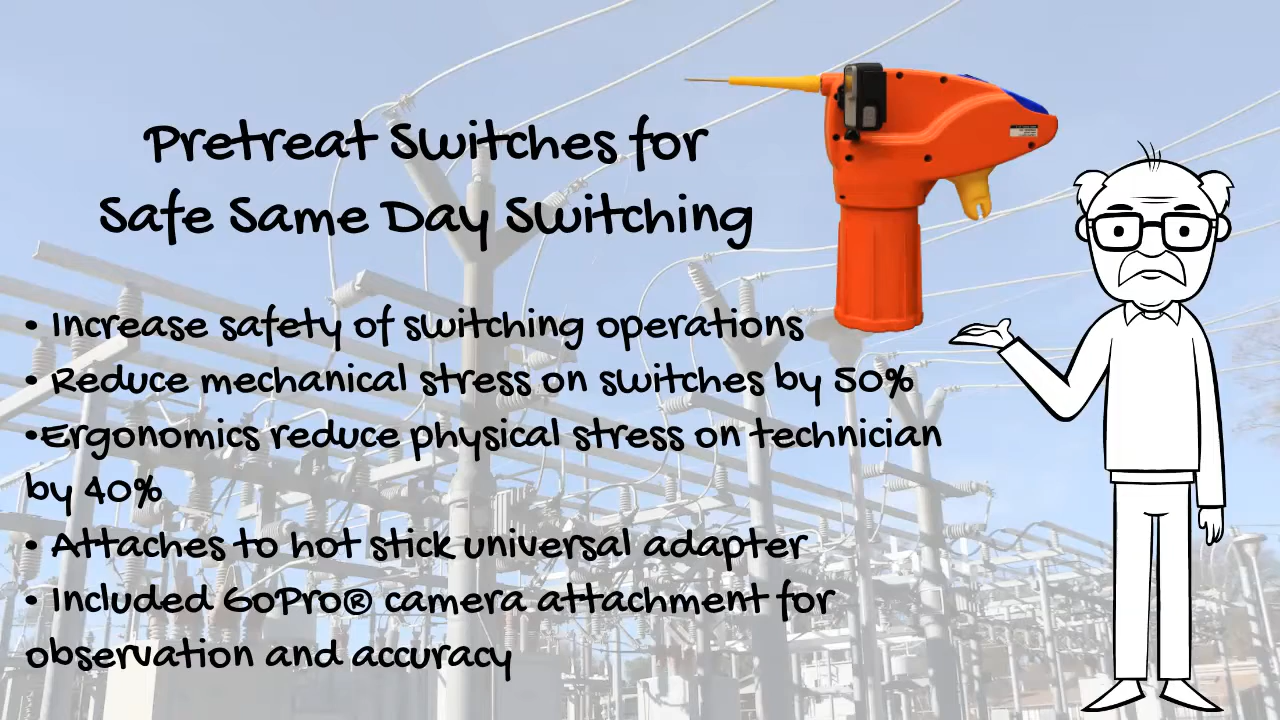 Pretreat Switches for
Safe Same Day Switching
• Increase safety of switching operations
• Reduce mechanical stress on switches by 50%
•Ergonomics reduce physical stress on technician
by 40%
• Attaches to hot stick universal adapter
• Included GoPro® camera attachment for
observation and accuracy